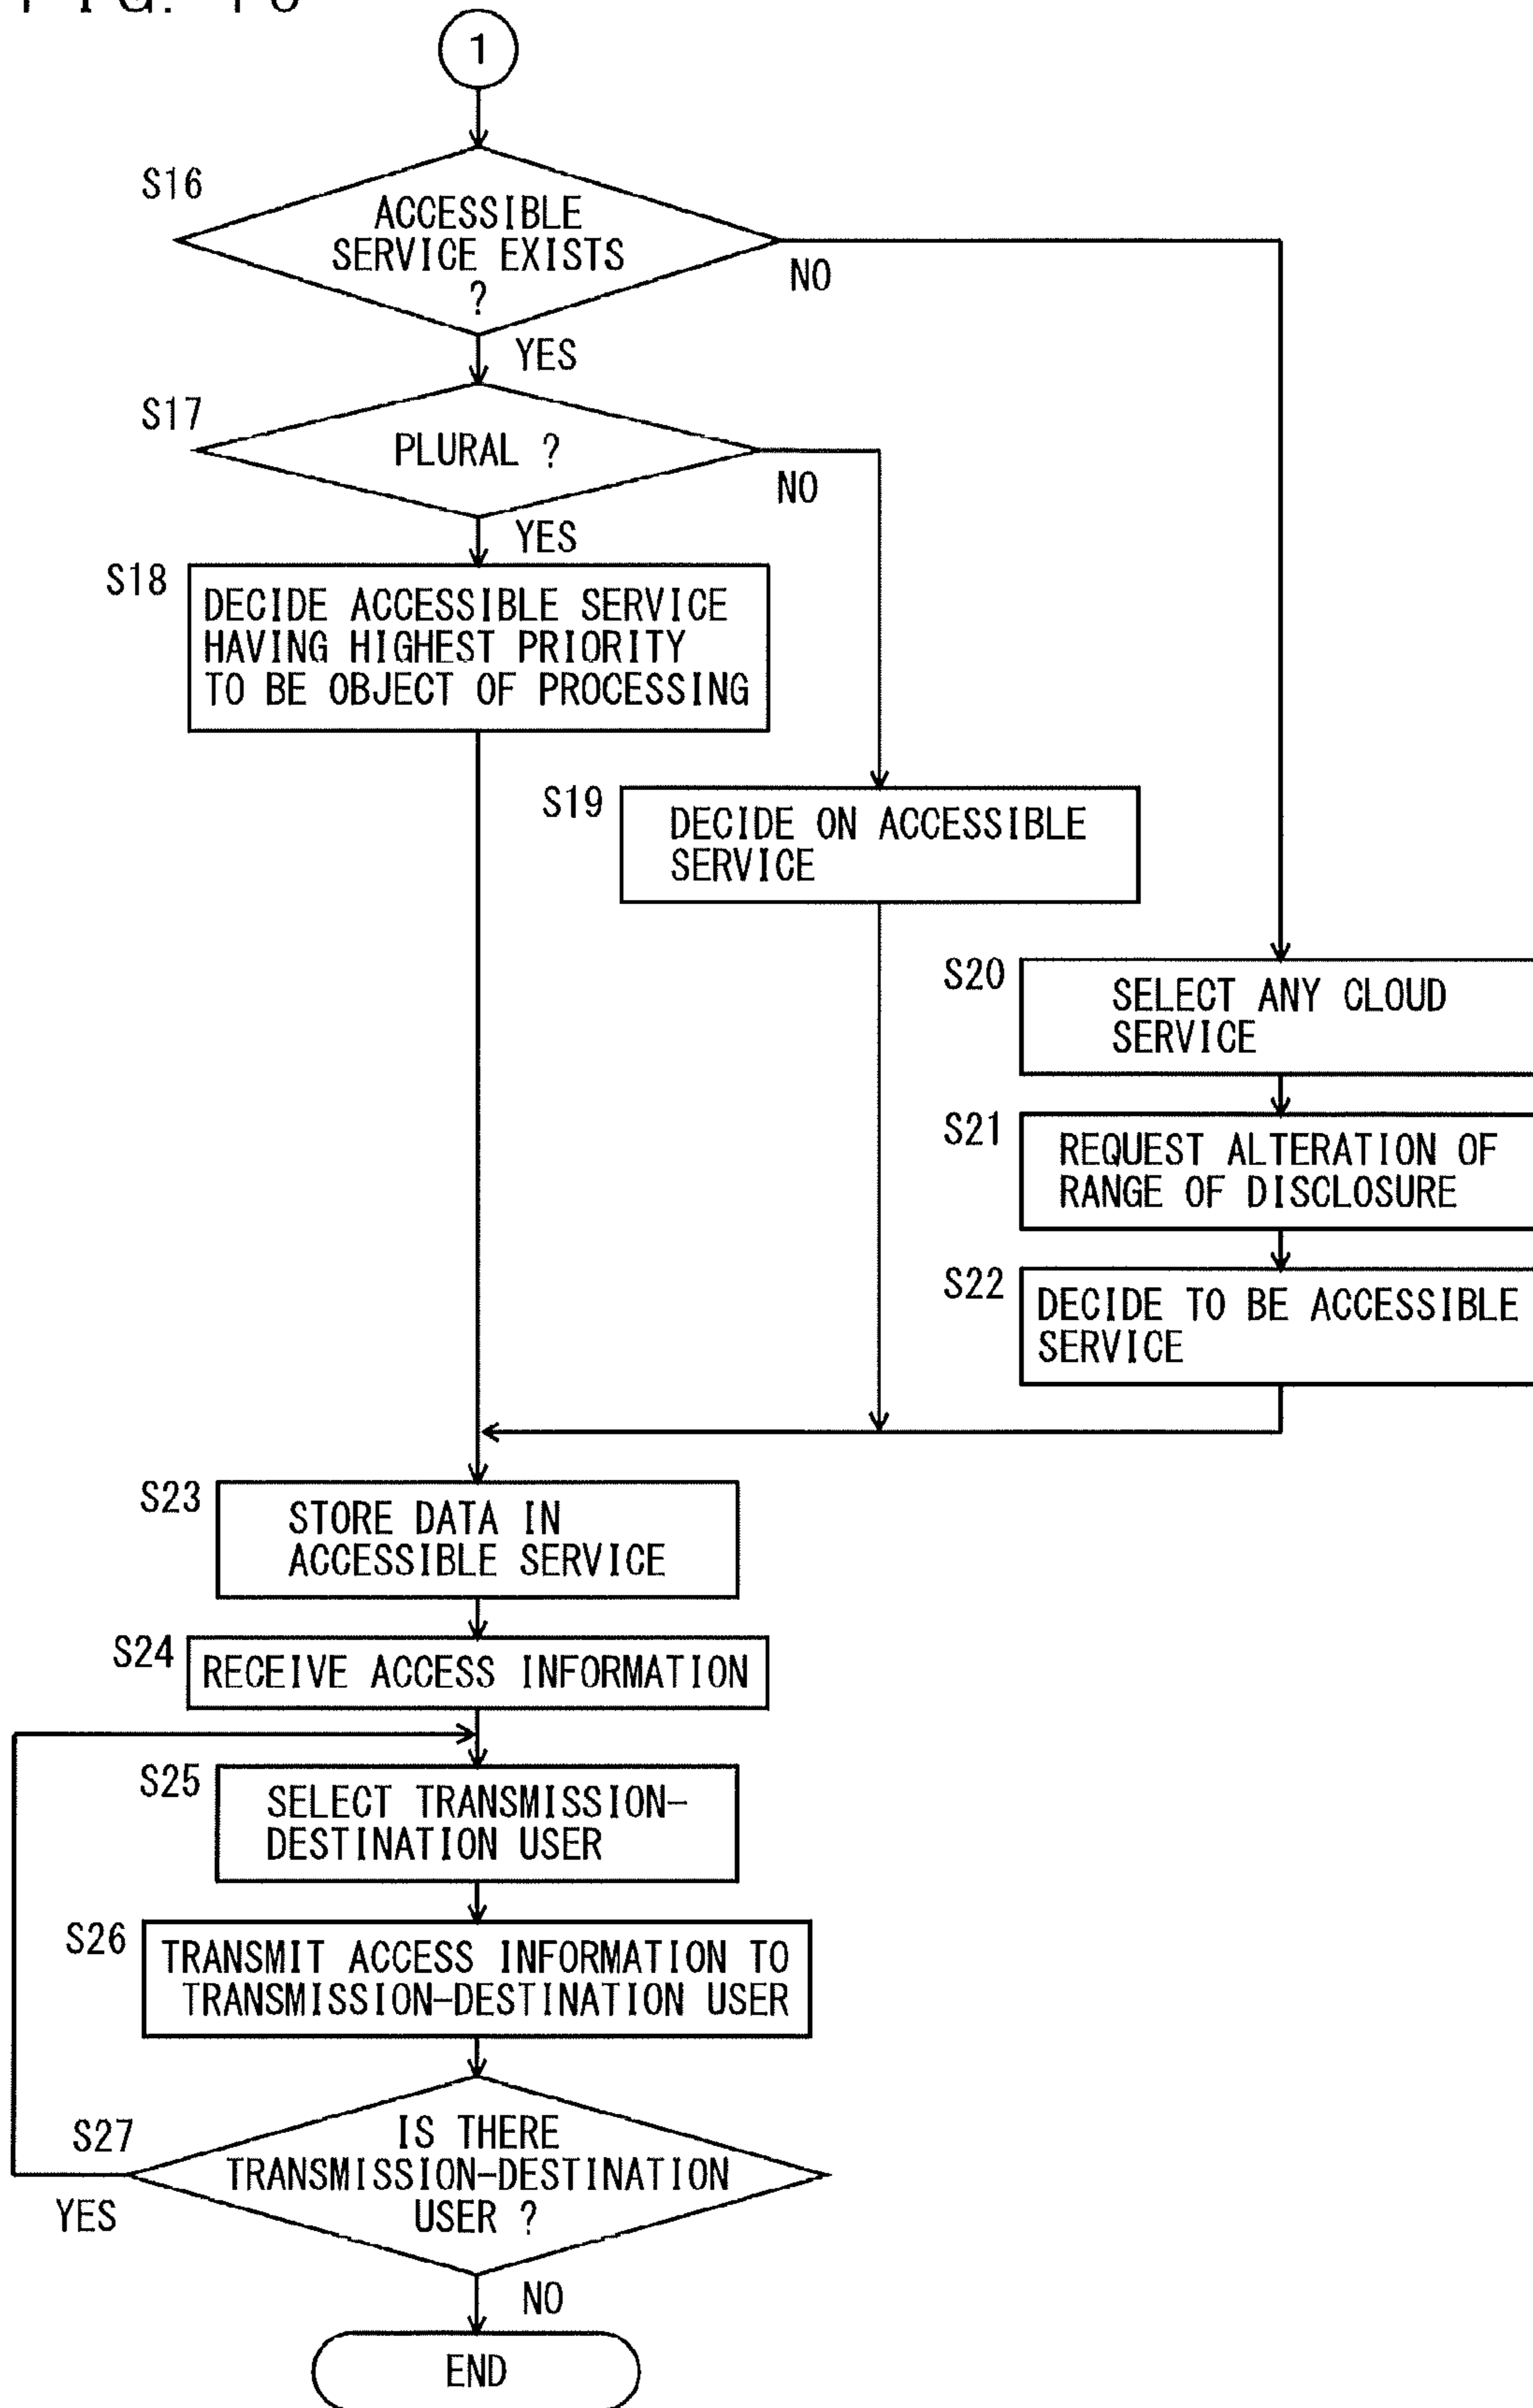 1
S16
ACCESSIBLE
SERVICE EXISTS
?
NO
YES
S17
PLURAL ?
NO
YES
S18
DECIDE ACCESSIBLE SERVICE
HAVING HIGHEST PRIORITY
TO BE OBJECT OF PROCESSING
S19
DECIDE ON ACCESSIBLE
SERVICE
S20
SELECT ANY CLOUD
SERVICE
S21
REQUEST ALTERATION OF
RANGE OF DISCLOSURE
S22
DECIDE TO BE ACCESSIBLE
SERVICE
S23
STORE DATA IN
ACCESSIBLE SERVICE
S24
RECEIVE ACCESS INFORMATION
S25
SELECT TRANSMISSION-
DESTINATION USER
S26
TRANSMIT ACCESS INFORMATION TO
TRANSMISSION-DESTINATION USER
S27
IS THERE
TRANSMISSION-DESTINATION
USER ?
YES
NO
END